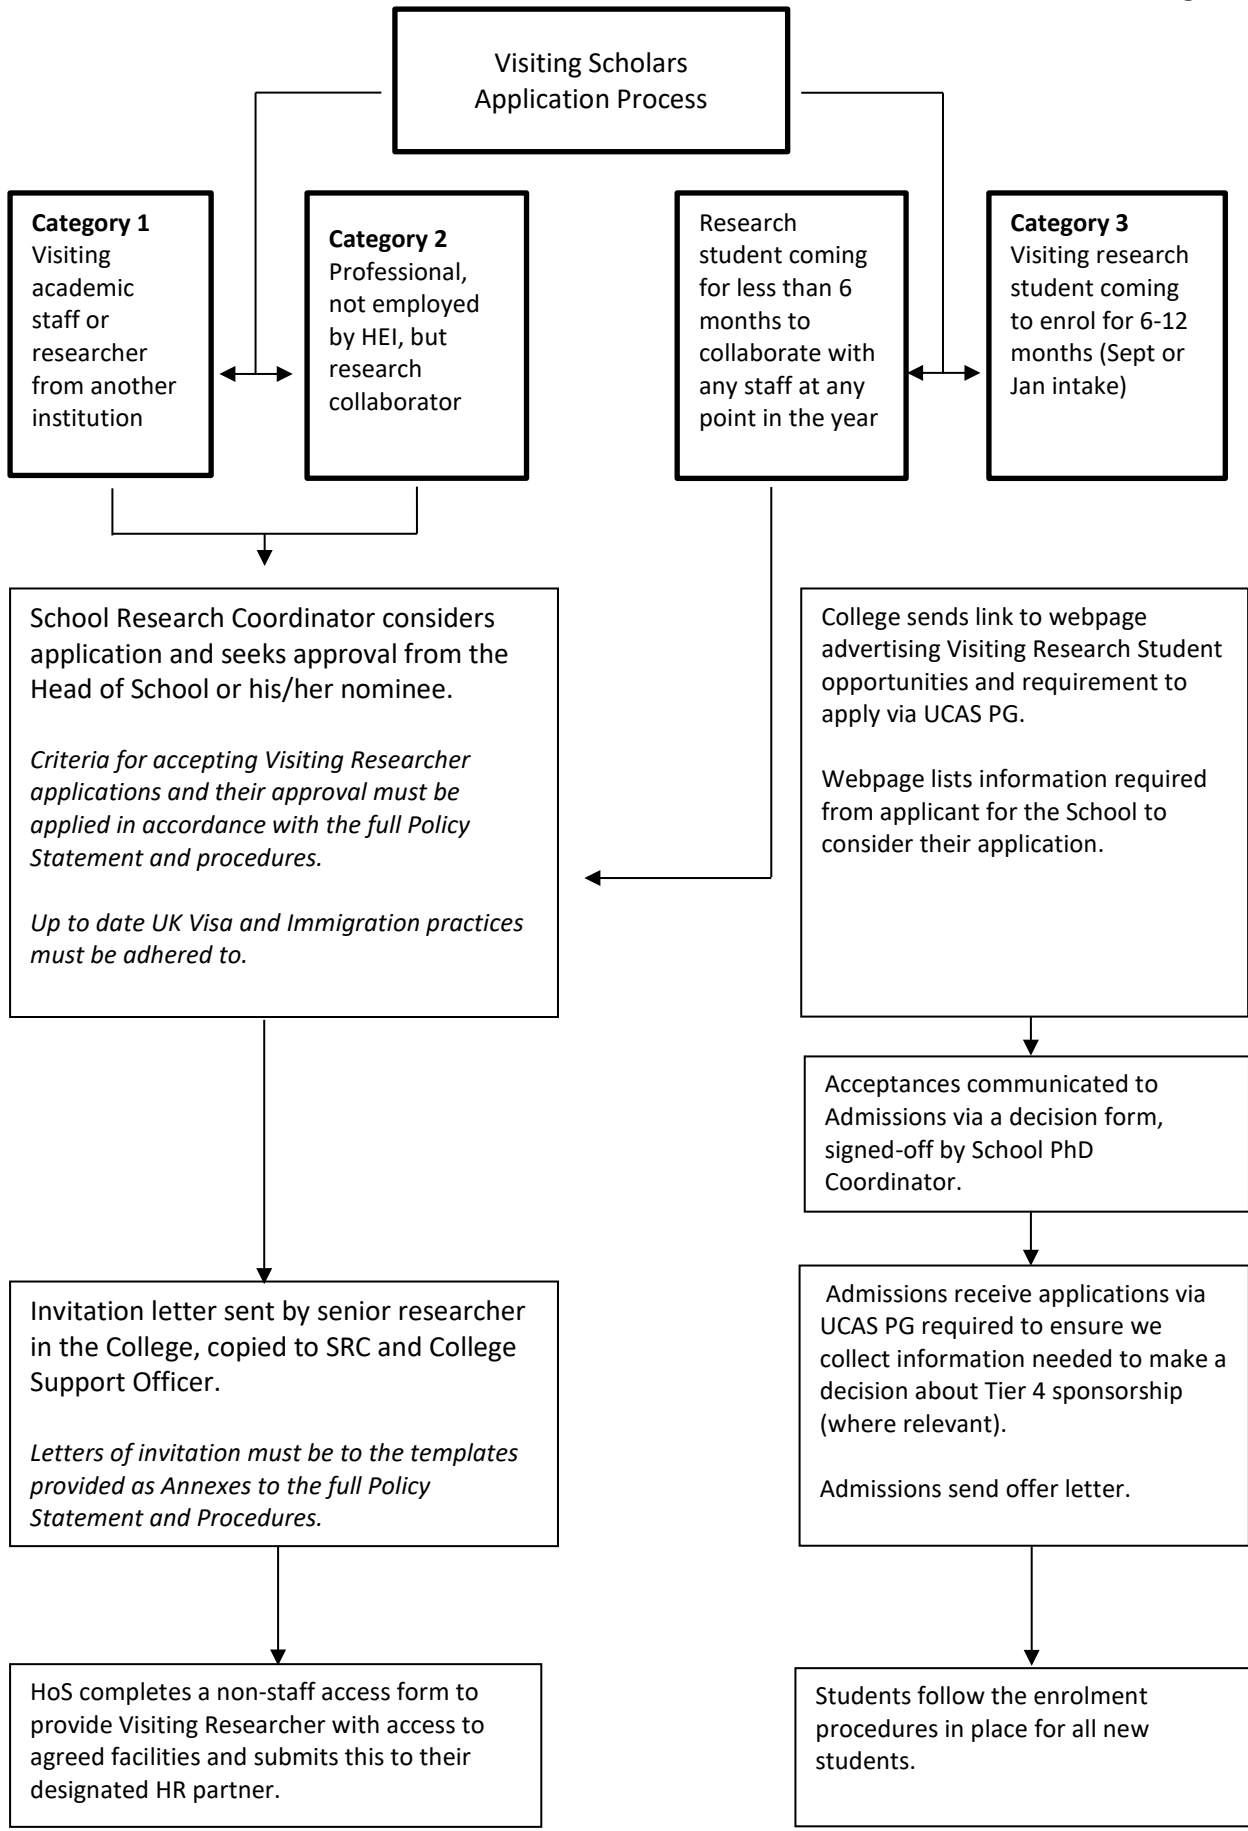 Visiting Scholars
Application Process
Category 1
Visiting
academic
staff or
researcher
from another
institution
Category 2
Professional,
not employed
by HEI, but
research
collaborator
Research
student coming
for less than 6
months to
collaborate with
any staff at any
point in the year
Category 3
Visiting research
student coming
to enrol for 6-12
months (Sept or
Jan intake)
School Research Coordinator considers
application and seeks approval from the
Head of School or his/her nominee.
Criteria for accepting Visiting Researcher
applications and their approval must be
applied in accordance with the full Policy
Statement and procedures.
Up to date UK Visa and Immigration practices
must be adhered to.
College sends link to webpage
advertising Visiting Research Student
opportunities and requirement to
apply via UCAS PG.
Webpage lists information required
from applicant for the School to
consider their application.
Acceptances communicated to
Admissions via a decision form,
signed-off by School PhD
Coordinator.
Invitation letter sent by senior researcher
in the College, copied to SRC and College
Support Officer.
Letters of invitation must be to the templates
provided as Annexes to the full Policy
Statement and Procedures.
Admissions receive applications via
UCAS PG required to ensure we
collect information needed to make a
decision about Tier 4 sponsorship
(where relevant).
Admissions send offer letter.
HoS completes a non-staff access form to
provide Visiting Researcher with access to
agreed facilities and submits this to their
designated HR partner.
Students follow the enrolment
procedures in place for all new
students.